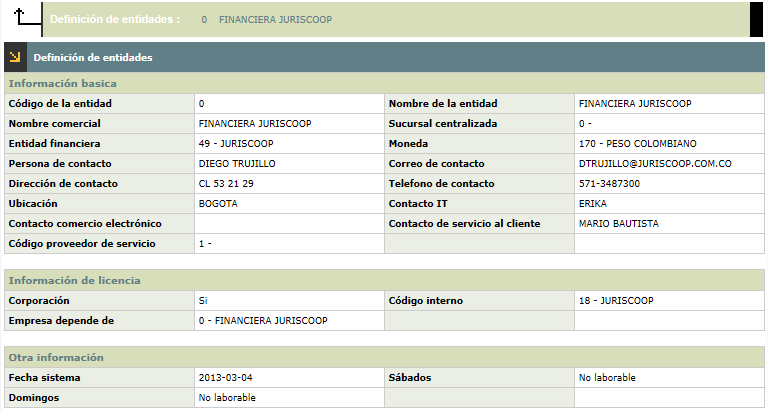 Definición de entidades : 0 FINANCIERA JURISCOOP
Definición de entidades
Información basica
Código de la entidad 0 Nombre de la entidad FINANCIERA JURISCOOP
Nombre comercial FINANCIERA JURISCOOP Sucursal centralizada 0 -
Entidad financiera 49 - JURISCOOP Moneda 170 - PESO COLOMBIANO
Persona de contacto DIEGO TRUJILLO Correo de contacto DTRUJILLO@JURISCOOP.COM.CO
Dirección de contacto CL 53 21 29 Telefono de contacto 571-3487300
Ubicación BOGOTA Contacto IT ERIKA
Contacto comercio electrónico Contacto de servicio al cliente MARIO BAUTISTA
Código proveedor de servicio 1 -
Información de licencia
Corporación Si Código interno 18 - JURISCOOP
Empresa depende de 0 - FINANCIERA JURISCOOP
Otra información
Fecha sistema 2013-03-04 Sábados No laborable
Domingos No laborable